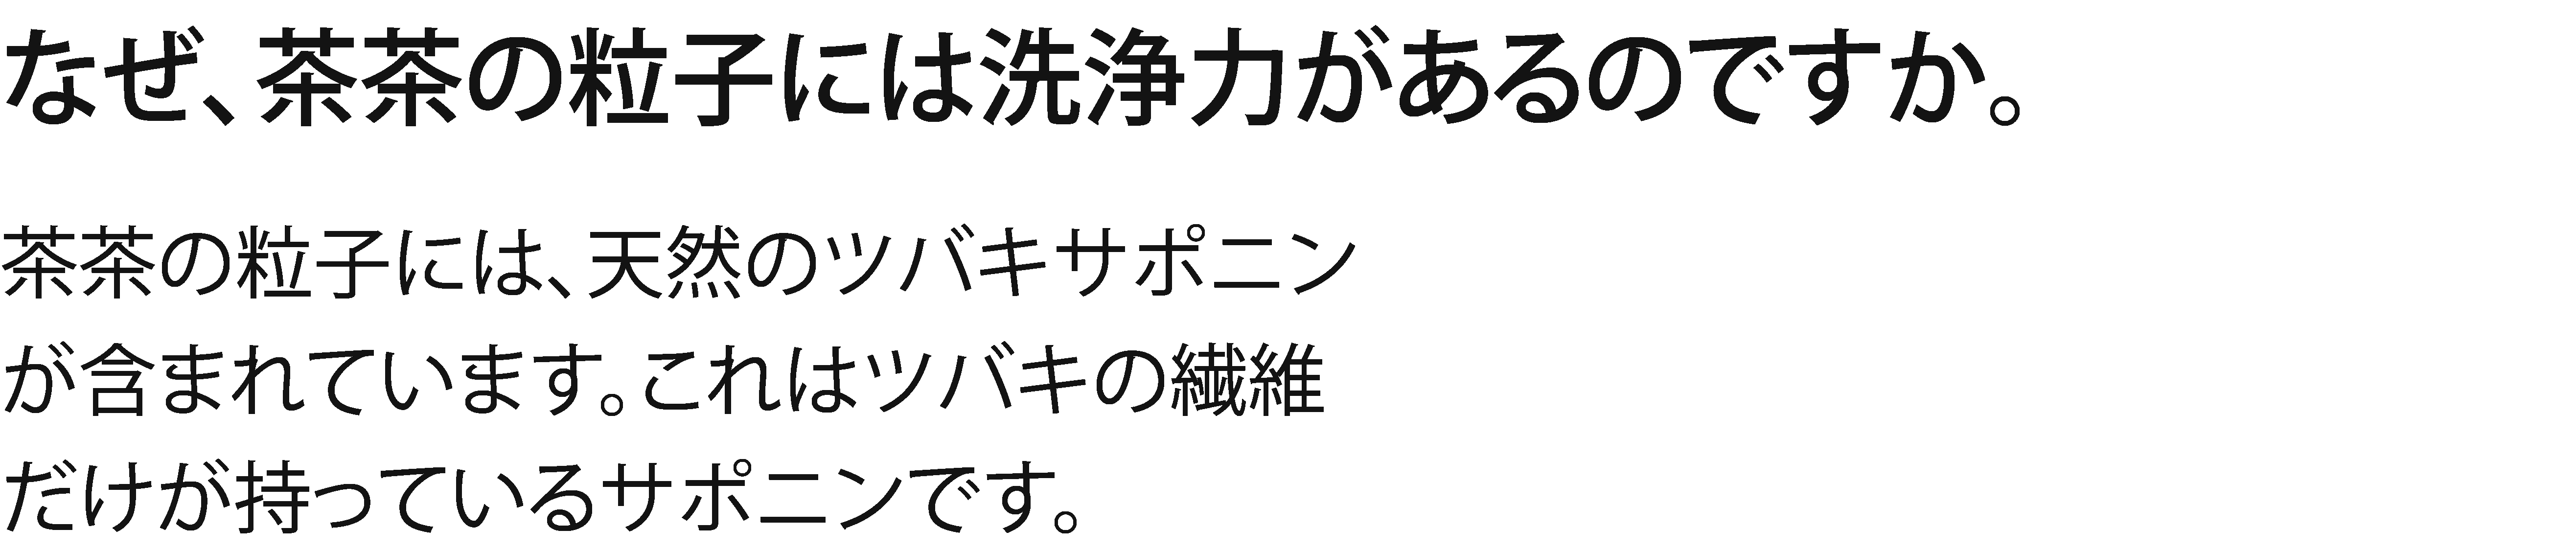 なぜ、茶茶の粒子には洗浄力があるのですか。
茶茶の粒子には、天然のツバキサポニン
が含まれています。これはツバキの繊維
だけが持っているサポニンです。